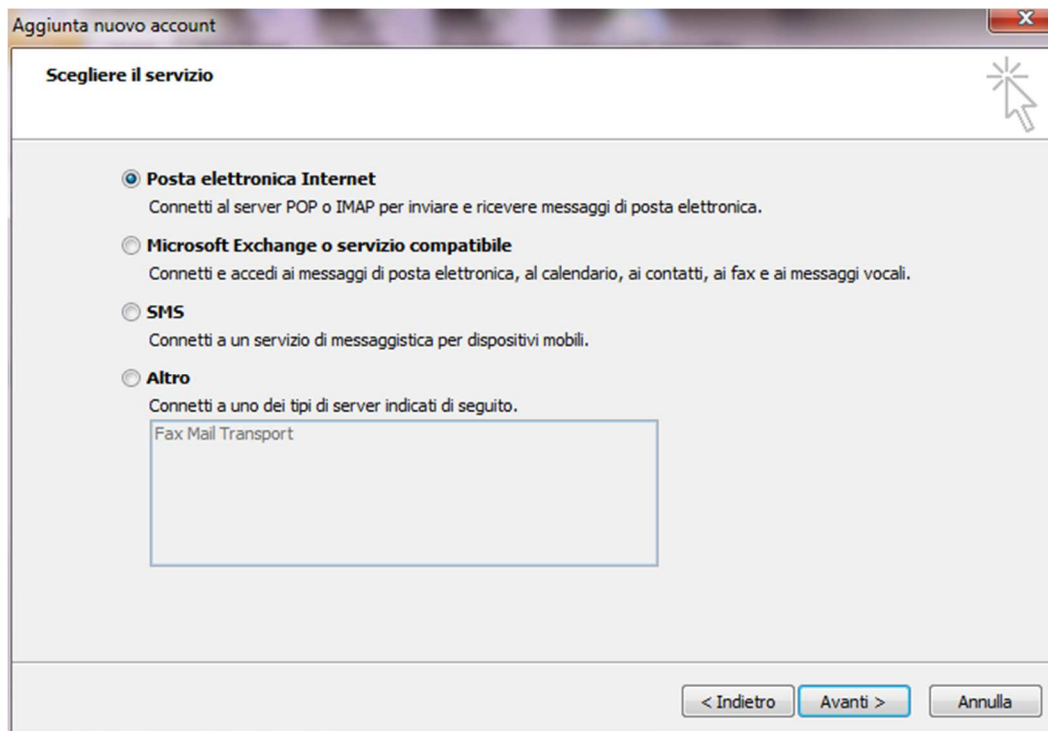 Aggiunta nuovo account
Scegliere il servizio
Posta elettronica Internet
Connetti al server POP o IMAP per inviare e ricevere messaggi di posta elettronica.
Microsoft Exchange o servizio compatibile
Connetti e accedi ai messaggi di posta elettronica, al calendario, ai contatti, ai fax e ai messaggi vocali.
SMS
Connetti a un servizio di messaggistica per dispositivi mobili.
Altro
Connetti a uno dei tipi di server indicati di seguito.
Fax Mail Transport
< Indietro Avanti > Annulla